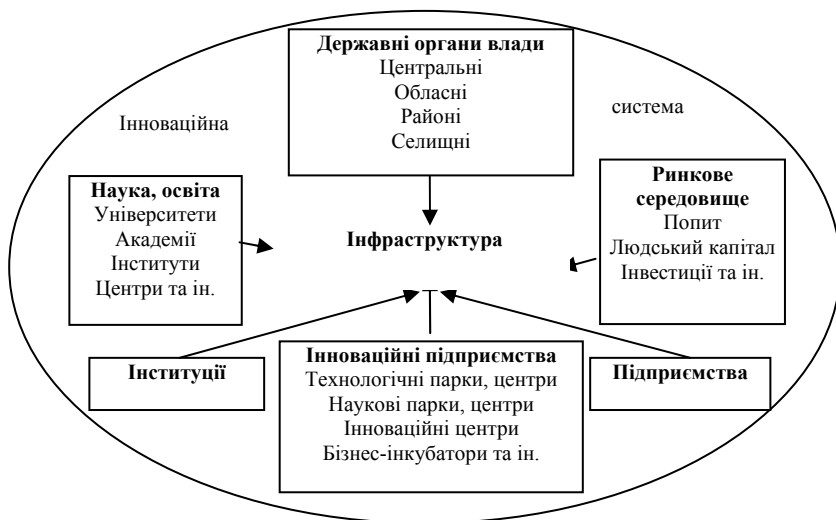 Державні органи влади
Центральні
Обласні
Районі
Селищні
Інноваційна
система
Наука, освіта
Університети
Академії
Інститути
Центри та ін.
Інфраструктура
Ринкове
середовище
Попит
Людський капітал
Інвестиції та ін.
Інституції
Інноваційні підприємства
Технологічні парки, центри
Наукові парки, центри
Інноваційні центри
Бізнес-інкубатори та ін.
Підприємства